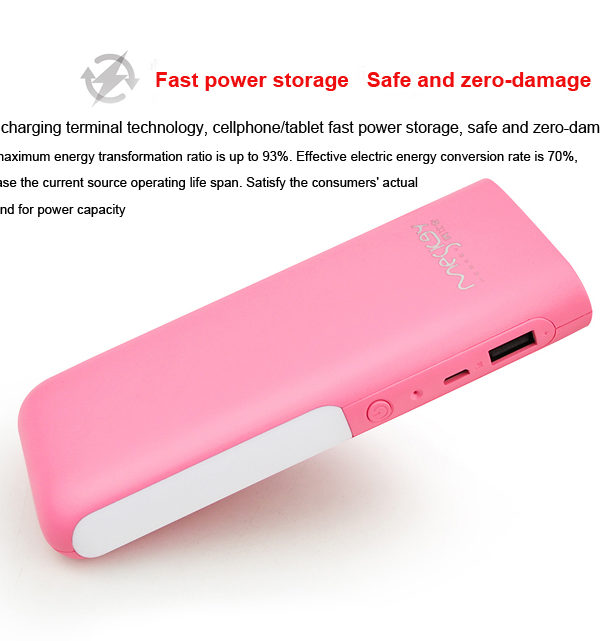 Fast power storage Safe and zero-damage
charging terminal technology, cellphone/tablet fast power storage, safe and zero-dam
maximum energy transformation ratio is up to 93%. Effective electric energy conversion rate is 70%,
ase the current source operating life span. Satisfy the consumers' actual
nd for power capacity